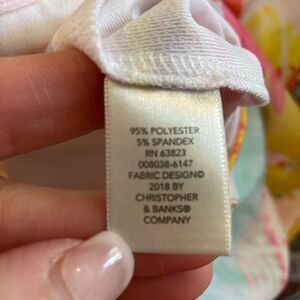 95% POLYESTER
5% SPANDEX
RN 63823
008038-6147
FABRIC DESIGN©
2018 BY
CHRISTOPHER
& BANKS®
COMPANY